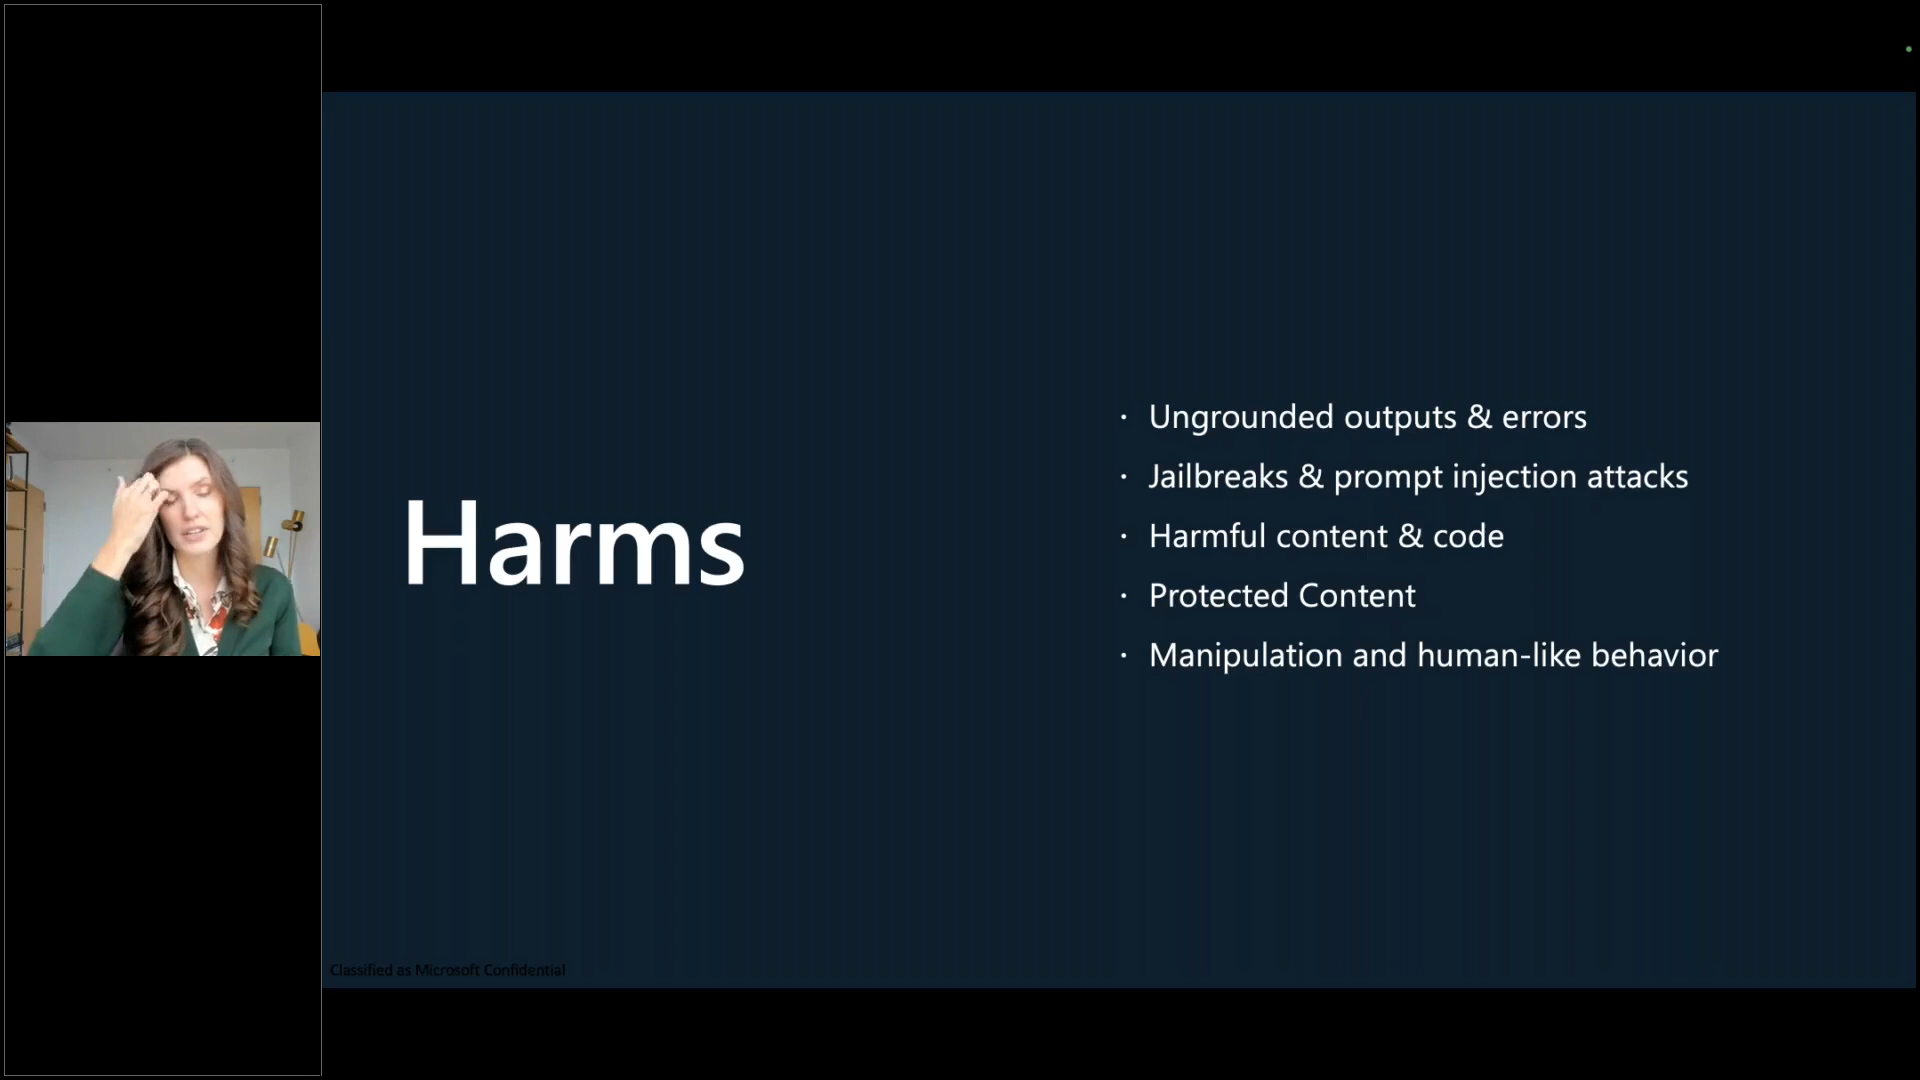 Harms
· Ungrounded outputs & errors
· Jailbreaks & prompt injection attacks
· Harmful content & code
· Protected Content
· Manipulation and human-like behavior
Classified as Microsoft Confidential